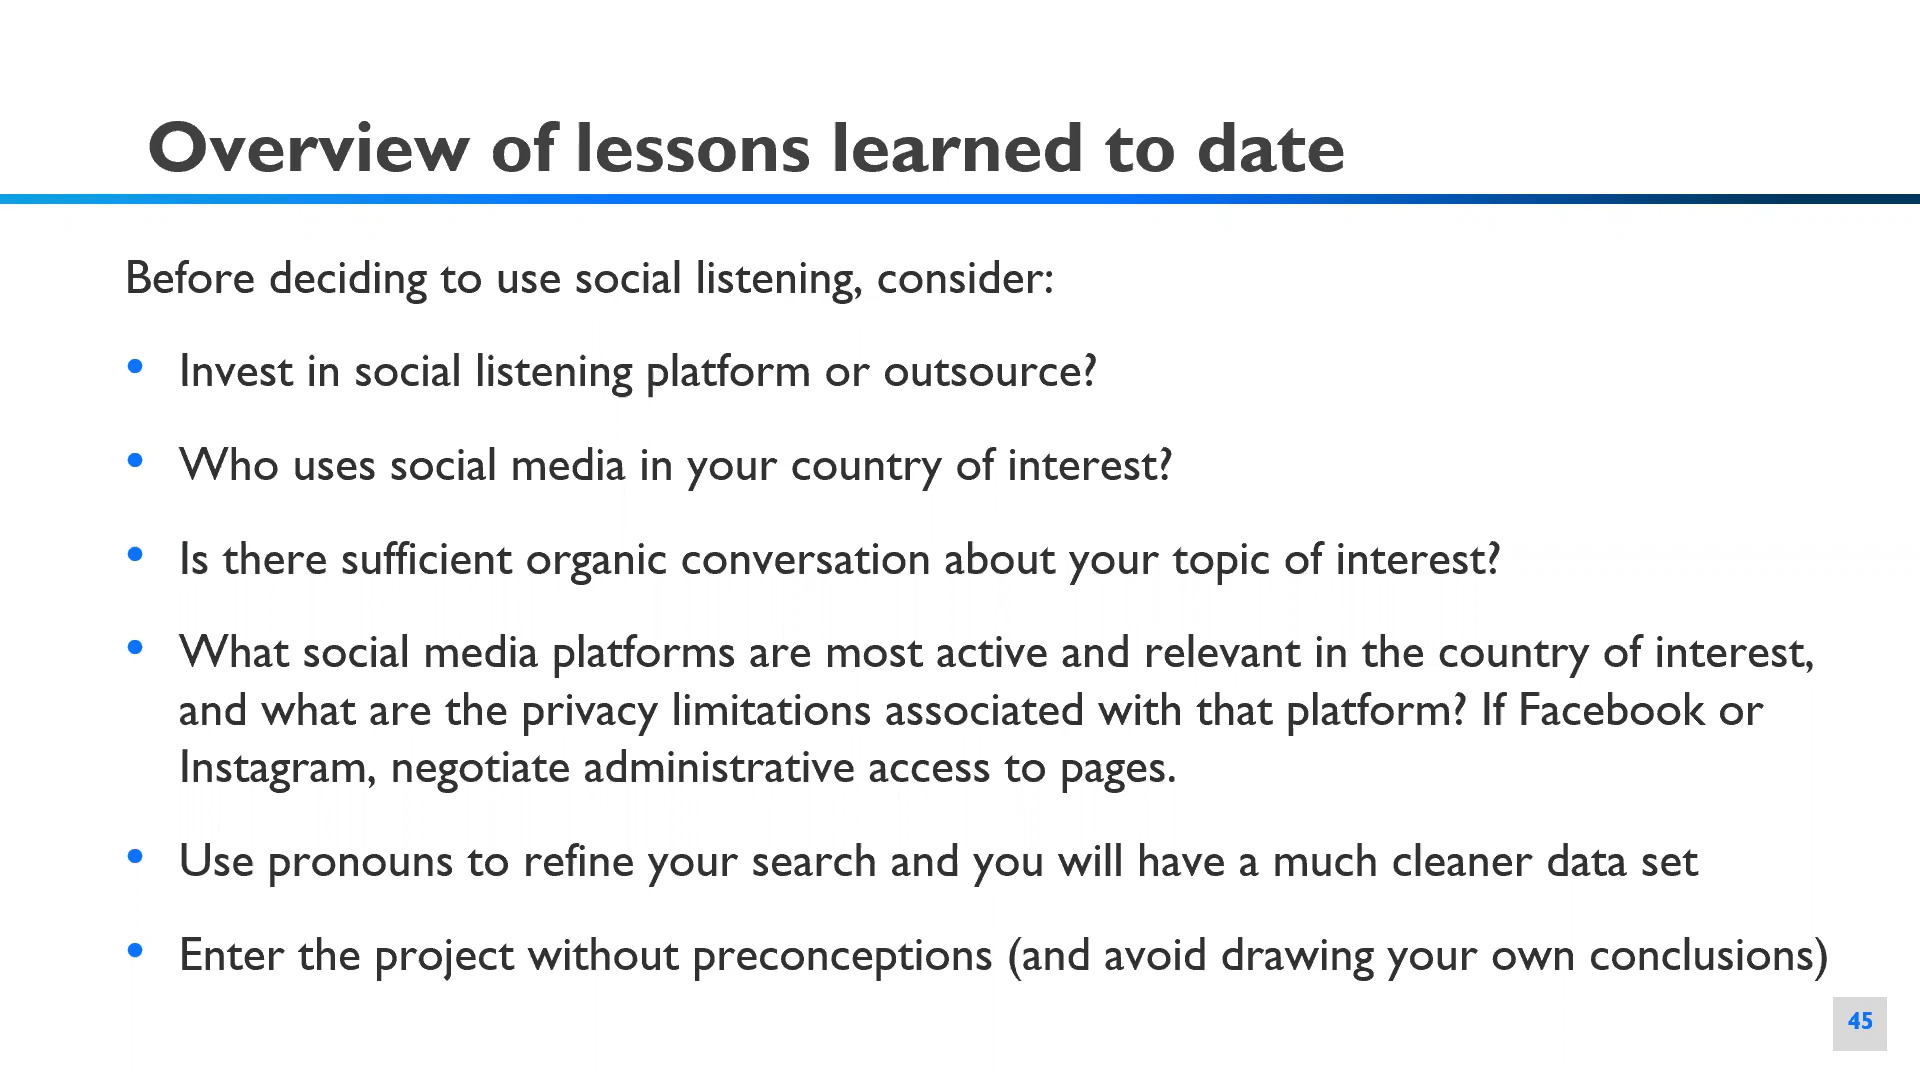 Overview of lessons learned to date
Before deciding to use social listening, consider:
• Invest in social listening platform or outsource?
• Who uses social media in your country of interest?
• Is there sufficient organic conversation about your topic of interest?
• What social media platforms are most active and relevant in the country of interest,
and what are the privacy limitations associated with that platform? If Facebook or
Instagram, negotiate administrative access to pages.
• Use pronouns to refine your search and you will have a much cleaner data set
• Enter the project without preconceptions (and avoid drawing your own conclusions)
45